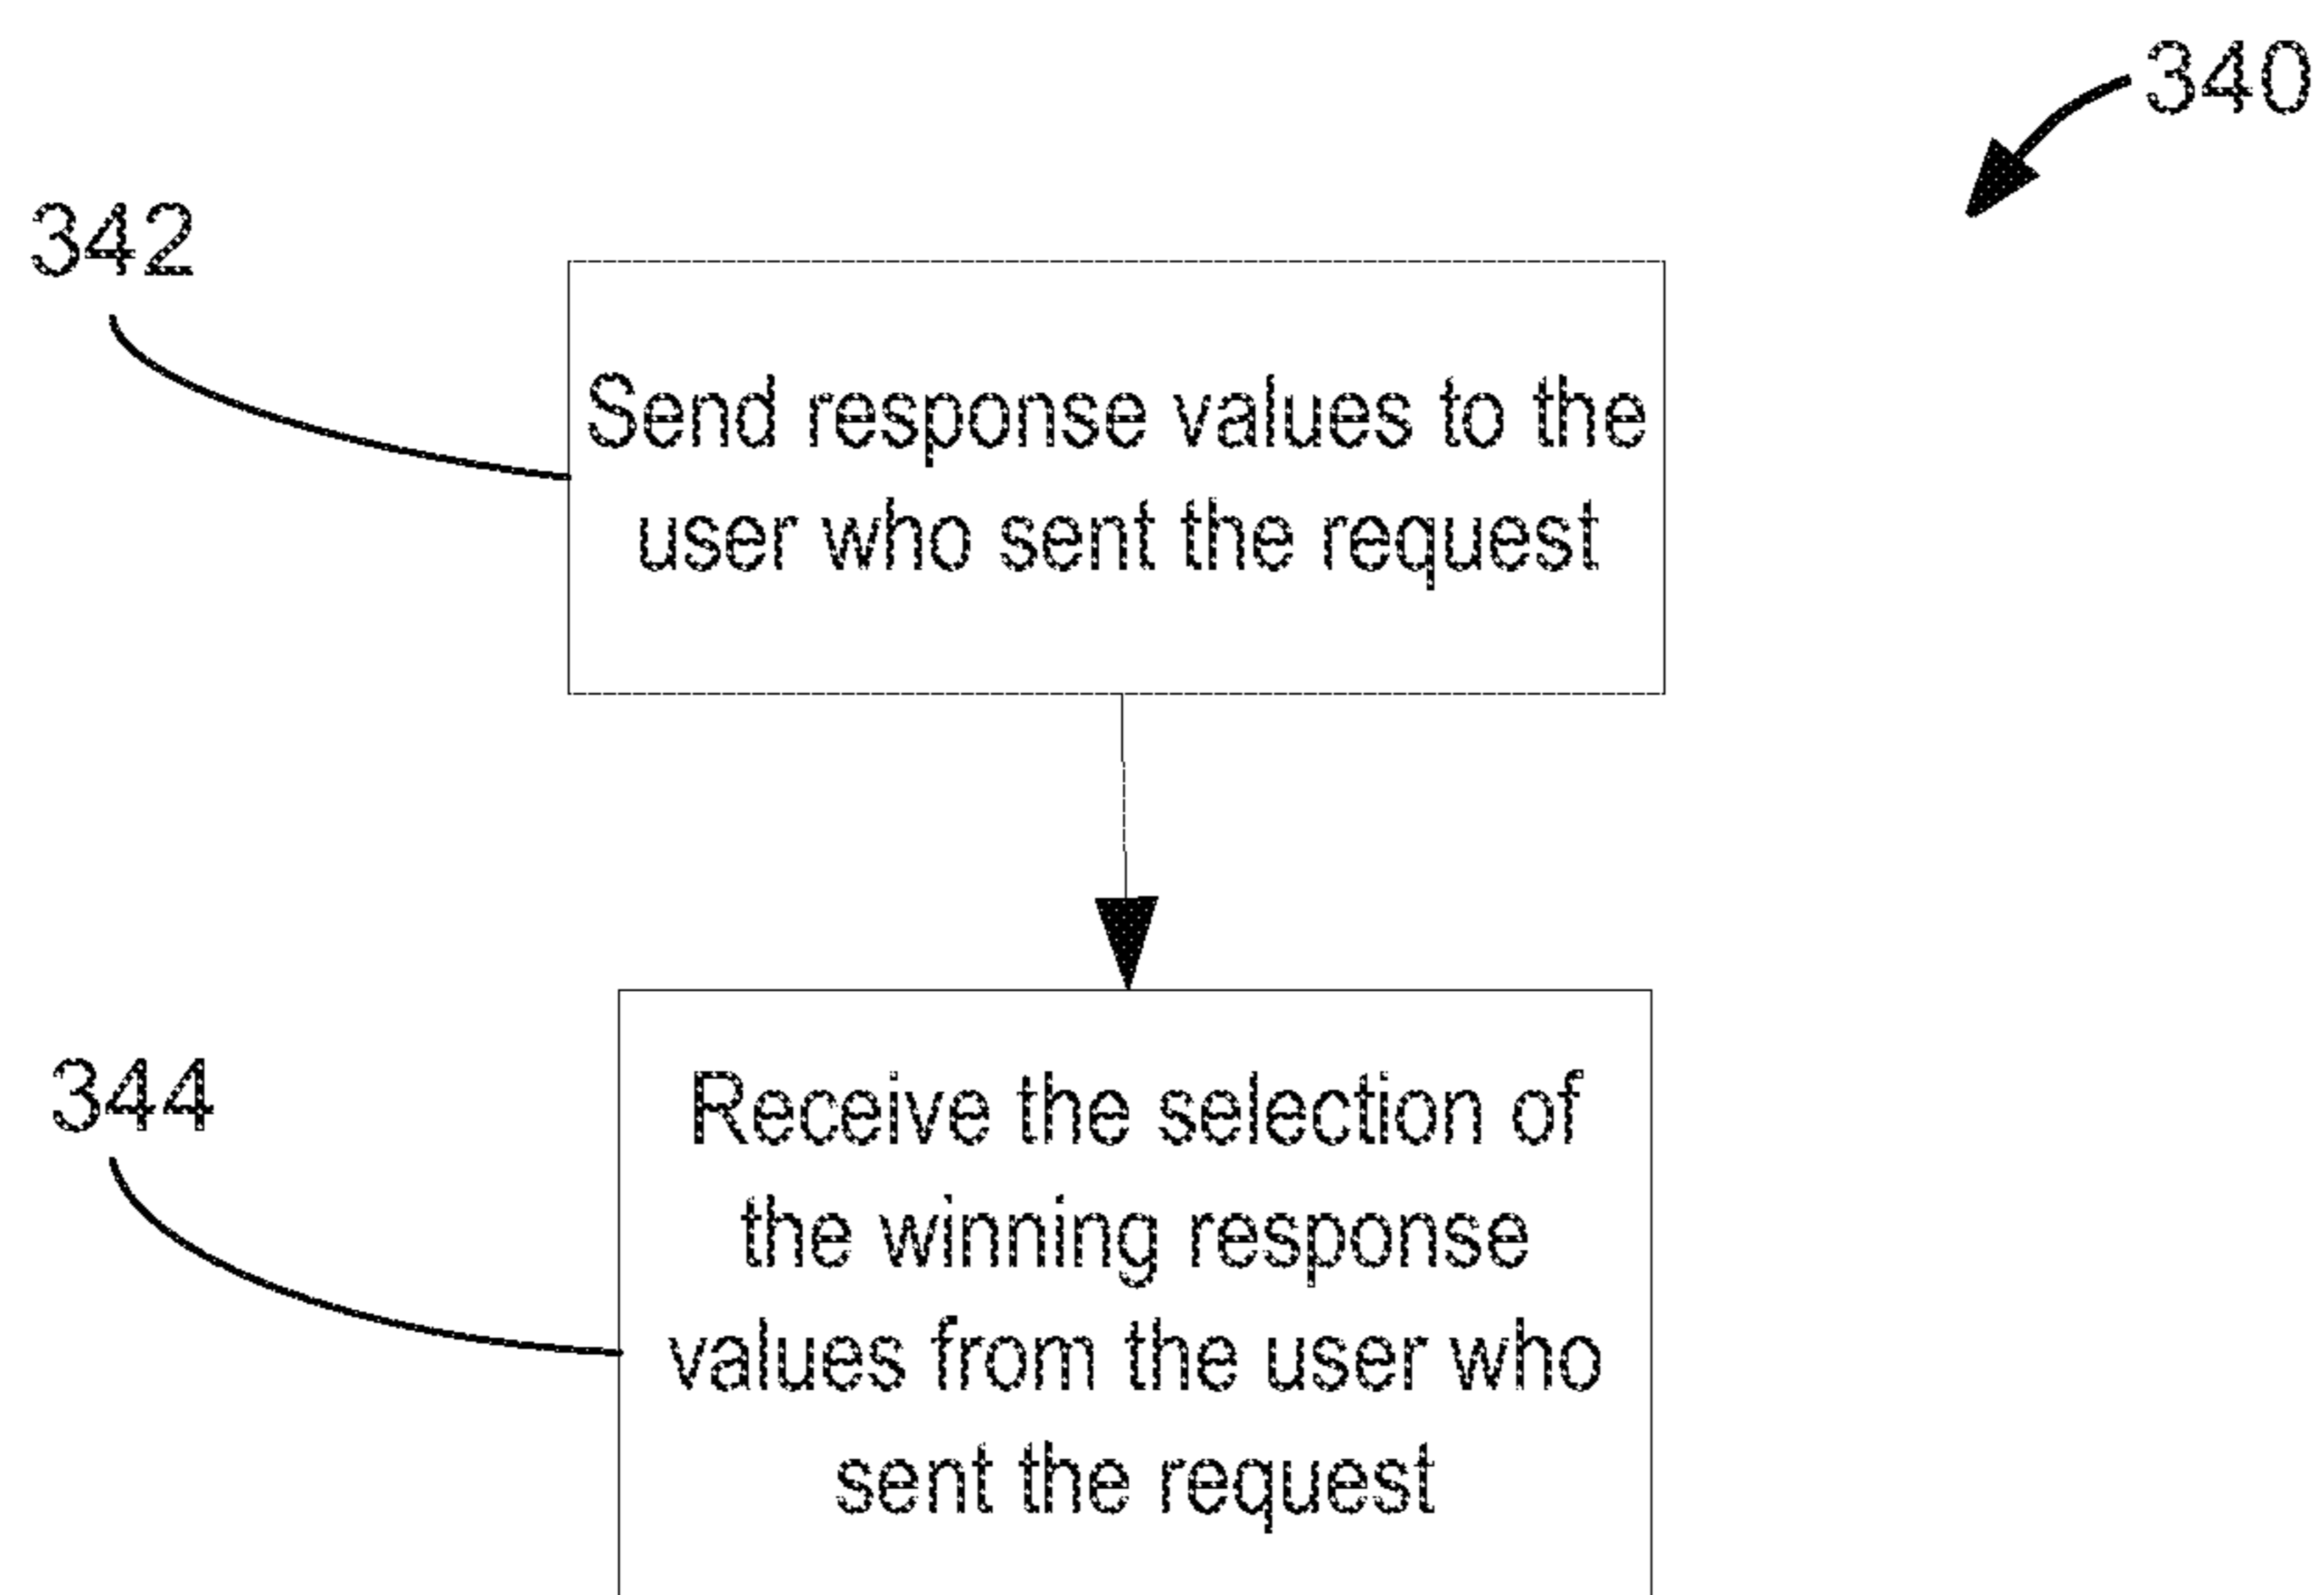 340
342
Send response values to the
user who sent the request
344
Receive the selection of
the winning response
values from the user who
sent the request